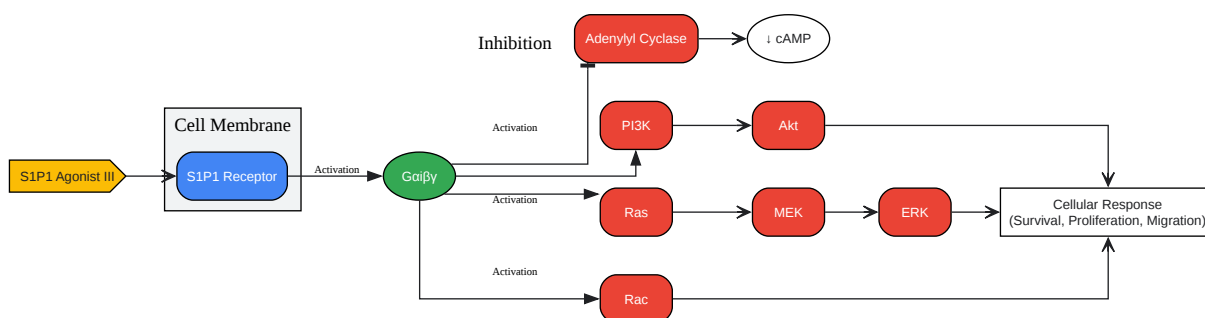 Inhibition
Adenylyl Cyclase
↓ cAMP
Activation
PI3K
Akt
Cell Membrane
S1P1 Agonist III
S1P1 Receptor
Activation
Gαiβγ
Activation
Ras
MEK
ERK
Cellular Response
(Survival, Proliferation, Migration)
Activation
Rac